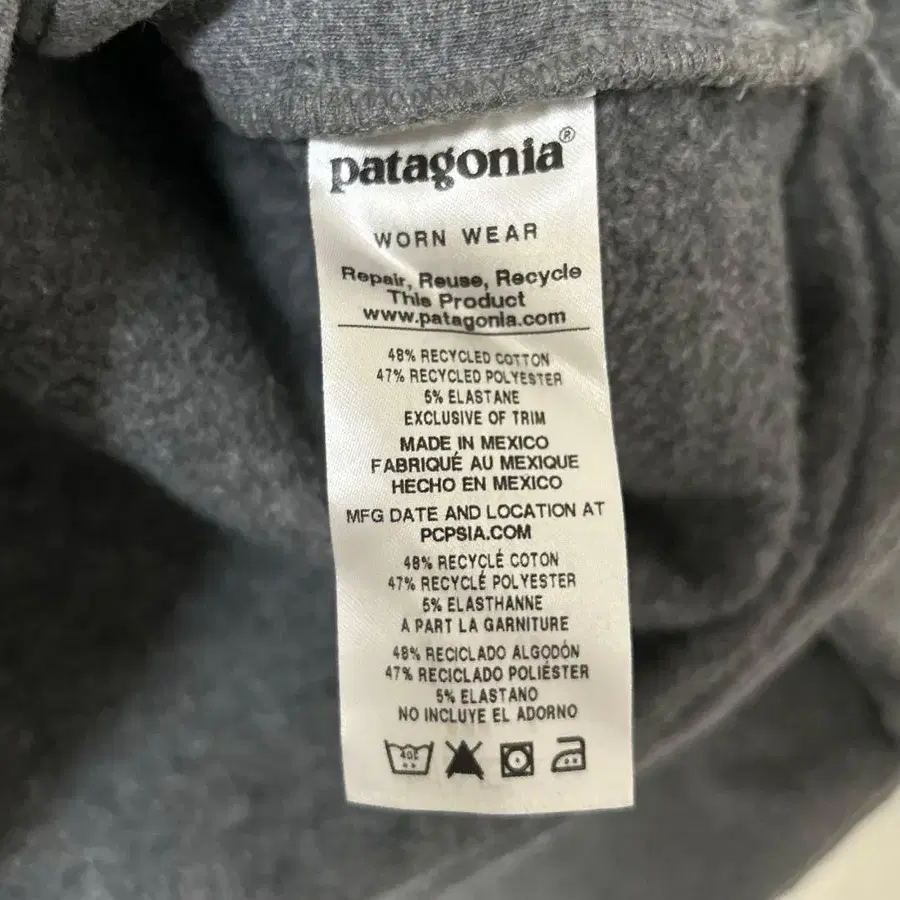 patagonia®
WORN WEAR
Repair, Reuse, Recycle
This Product
www.patagonia.com
48% RECYCLED COTTON
47% RECYCLED POLYESTER
5% ELASTANE
EXCLUSIVE OF TRIM
MADE IN MEXICO
FABRIQUÉ AU MEXIQUE
HECHO EN MEXICO
MFG DATE AND LOCATION AT
PCPSIA.COM
48% RECYCLÉ COTON
47% RECYCLÉ POLYESTER
5% ELASTHANNE
A PART LA GARNITURE
48% RECICLADO ALGODÓN
47% RECICLADO POLIÉSTER
5% ELASTANO
NO INCLUYE EL ADORNO